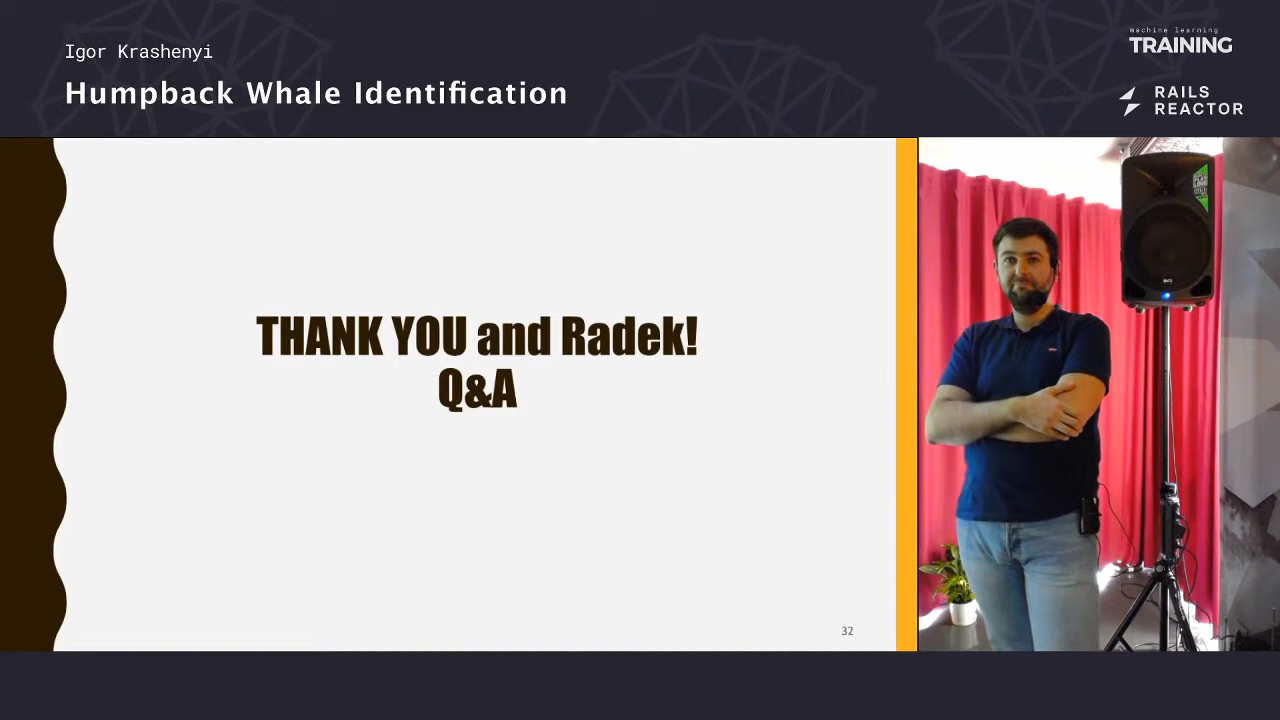 Igor Krashenyi
Humpback Whale Identification
machine learning
TRAINING
RAILS
REACTOR
THANK YOU and Radek!
Q&A
32